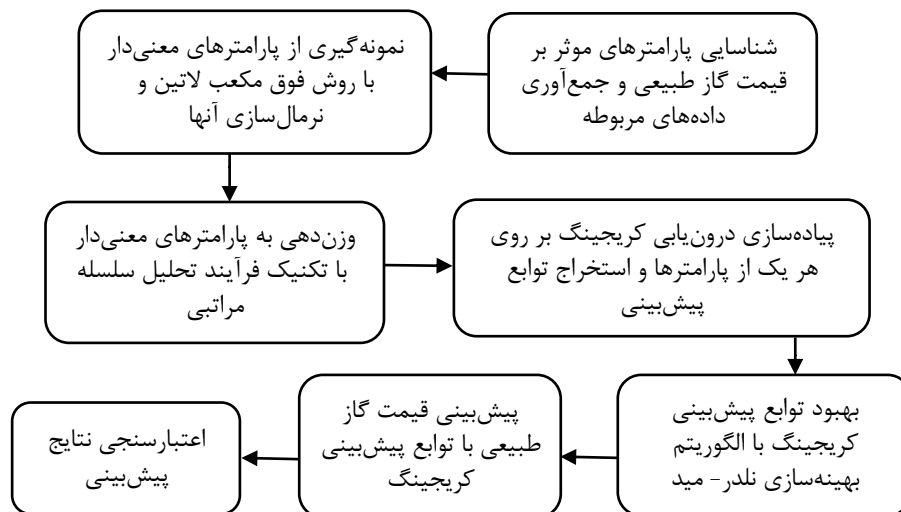 شناسایی پارامترهای موثر بر
قیمت گاز طبیعی و جمع‌آوری
داده‌های مربوطه
نمونه‌گیری از پارامترهای معنی‌دار
با روش فوق مکعب لاتین و
نرمال‌سازی آنها
وزن‌دهی به پارامترهای معنی‌دار
با تکنیک فرآیند تحلیل سلسله
مراتبی
پیاده‌سازی درون‌یابی کریجینگ بر روی
هر یک از پارامترها و استخراج توابع
پیش‌بینی
بهبود توابع پیش‌بینی
کریجینگ با الگوریتم
بهینه‌سازی نلدر- مید
پیش‌بینی قیمت گاز
طبیعی با توابع پیش‌بینی
کریجینگ
اعتبارسنجی نتایج
پیش‌بینی